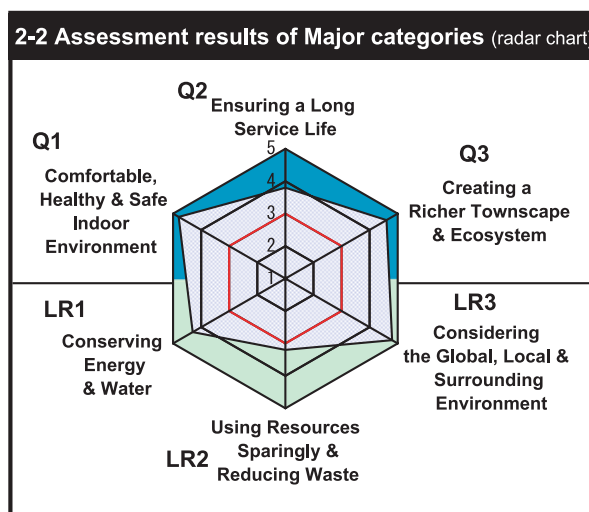 2-2 Assessment results of Major categories (radar chart)
Q2
Ensuring a Long
Service Life
Q1
Comfortable,
Healthy & Safe
Indoor
Environment
Q3
Creating a
Richer Townscape
& Ecosystem
5
4
3
2
1
LR1
Conserving
Energy
& Water
LR3
Considering
the Global, Local &
Surrounding
Environment
LR2
Using Resources
Sparingly &
Reducing Waste